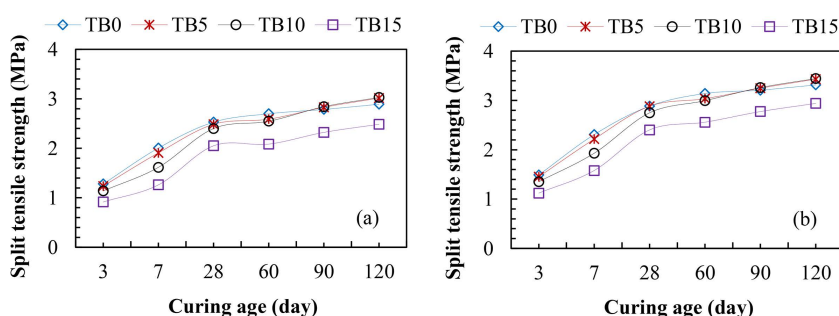 TB0 TB5 TB10 TB15
Split tensile strength (MPa)
4
3
2
1
0
(a)
3 7 28 60 90 120
Curing age (day)
TB0 TB5 TB10 TB15
Split tensile strength (MPa)
4
3
2
1
0
(b)
3 7 28 60 90 120
Curing age (day)